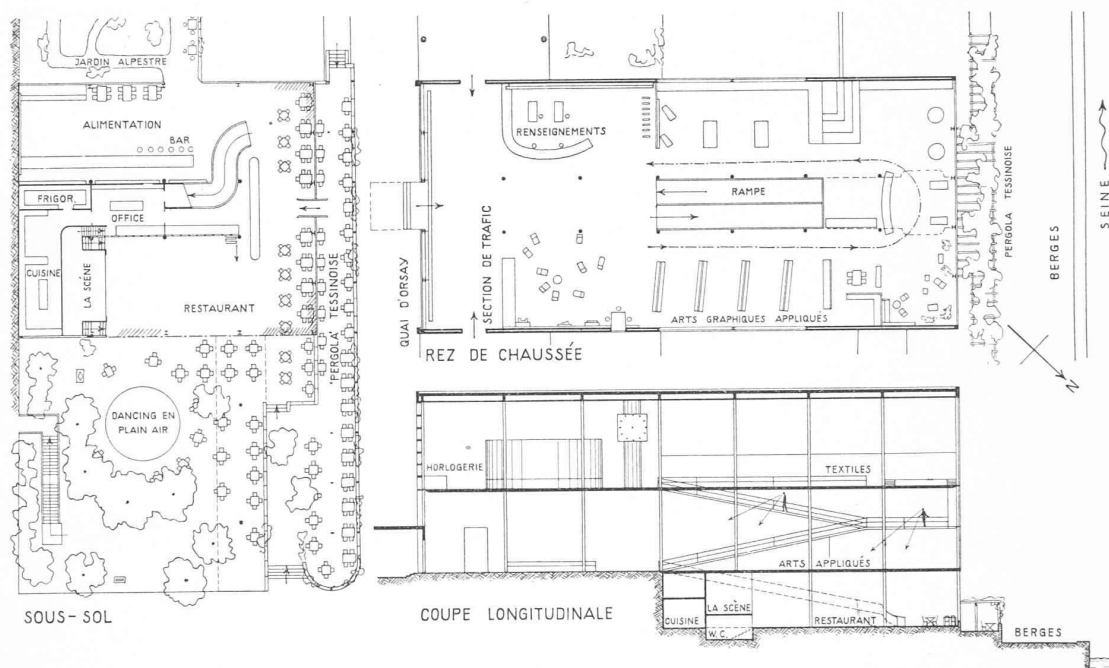 JARDIN ALPESTRE
ALIMENTATION
BAR
FRIGOR.
OFFICE
CUISINE
LA SCÈNE
RESTAURANT
PERGOLA TESSINOISE
DANCING EN
PLAIN AIR
SOUS-SOL
QUAI D'ORSAY
SECTION DE TRAFIC
RENSEIGNEMENTS
RAMPE
ARTS GRAPHIQUES APPLIQUÉS
PERGOLA TESSINOISE
BERGES
SEINE
N
REZ DE CHAUSSÉE
HORLOGERIE
TEXTILES
ARTS APPLIQUÉS
CUISINE
LA SCÈNE
W.C.
RESTAURANT
BERGES
COUPE LONGITUDINALE